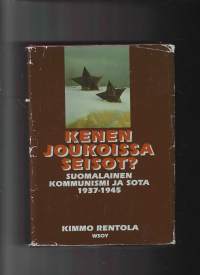 KENEN
JOUKOISSA
SEISOT?
SUOMALAINEN
KOMMUNISMI JA SOTA
1937-1945
KIMMO RENTOLA
WSOY